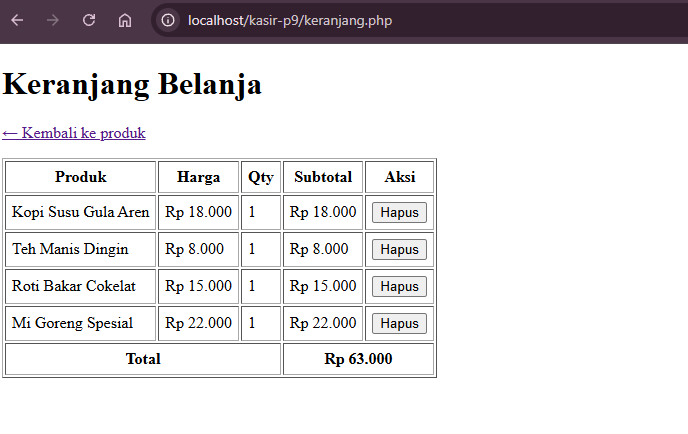 localhost/kasir-p9/keranjang.php
Keranjang Belanja
← Kembali ke produk
Produk Harga Qty Subtotal Aksi
Kopi Susu Gula Aren Rp 18.000 1 Rp 18.000 Hapus
Teh Manis Dingin Rp 8.000 1 Rp 8.000 Hapus
Roti Bakar Cokelat Rp 15.000 1 Rp 15.000 Hapus
Mi Goreng Spesial Rp 22.000 1 Rp 22.000 Hapus
Total Rp 63.000